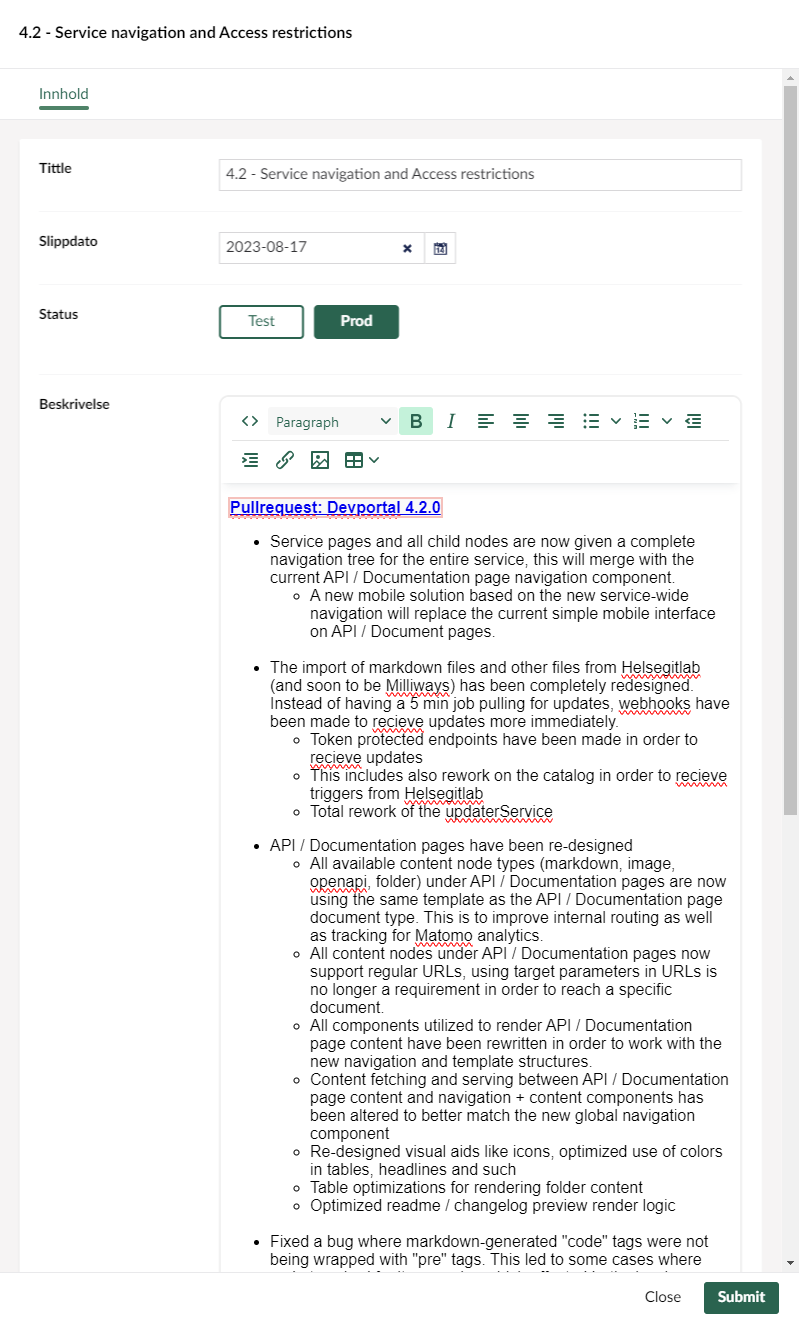 4.2 - Service navigation and Access restrictions
Innhold
Tittle
4.2 - Service navigation and Access restrictions
Slippdato
2023-08-17
14
Status
Test
Prod
Beskrivelse
Paragraph
B
I
Pullrequest: Devportal 4.2.0
Service pages and all child nodes are now given a complete
navigation tree for the entire service, this will merge with the
current API / Documentation page navigation component.
A new mobile solution based on the new service-wide
navigation will replace the current simple mobile interface
on API / Document pages.
The import of markdown files and other files from Helsegitlab
(and soon to be Milliways) has been completely redesigned.
Instead of having a 5 min job pulling for updates, webhooks have
been made to recieve updates more immediately.
Token protected endpoints have been made in order to
recieve updates
This includes also rework on the catalog in order to recieve
triggers from Helsegitlab
Total rework of the updaterService
API / Documentation pages have been re-designed
All available content node types (markdown, image,
openapi, folder) under API / Documentation pages are now
using the same template as the API / Documentation page
document type. This is to improve internal routing as well
as tracking for Matomo analytics.
All content nodes under API / Documentation pages now
support regular URLs, using target parameters in URLs is
no longer a requirement in order to reach a specific
document.
All components utilized to render API / Documentation
page content have been rewritten in order to work with the
new navigation and template structures.
Content fetching and serving between API / Documentation
page content and navigation + content components has
been altered to better match the new global navigation
component
Re-designed visual aids like icons, optimized use of colors
in tables, headlines and such
Table optimizations for rendering folder content
Optimized readme / changelog preview render logic
Fixed a bug where markdown-generated "code" tags were not
being wrapped with "pre" tags. This led to some cases where
Close
Submit